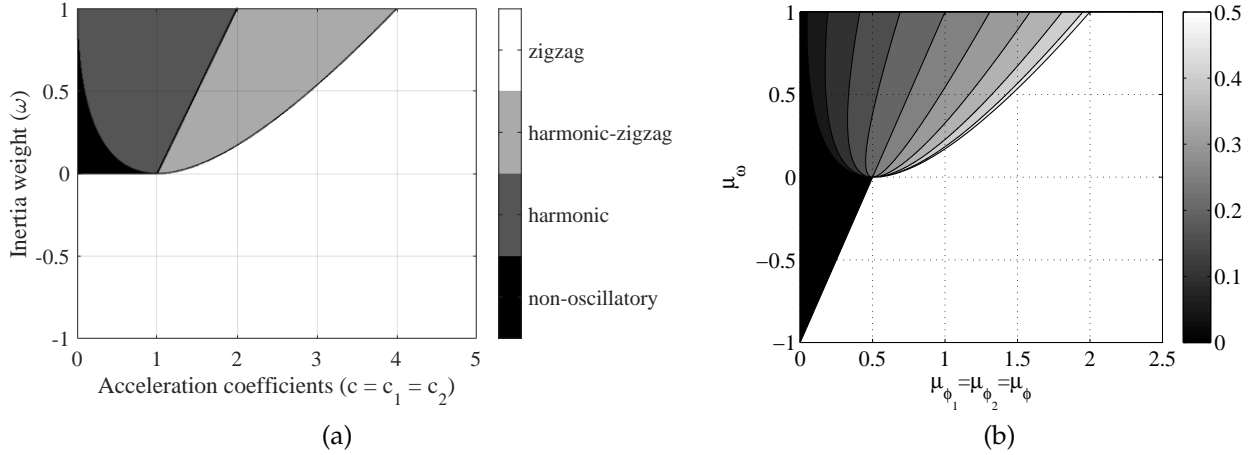 1
0.5
0
-0.5
-1
Inertia weight (ω)
0 1 2 3 4 5
Acceleration coefficients (c = c₁ = c₂)
zigzag
harmonic-zigzag
harmonic
non-oscillatory
(a)
1
0.5
0
−0.5
−1
μω
0 0.5 1 1.5 2 2.5
μϕ₁=μϕ₂=μϕ
0.5
0.4
0.3
0.2
0.1
0
(b)